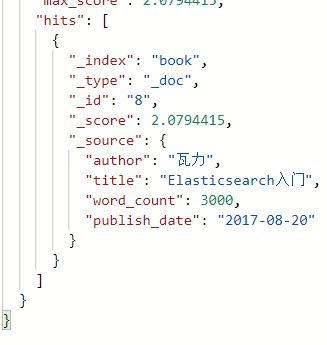 "max_score": 2.0794415,
"hits": [
{
"_index": "book",
"_type": "_doc",
"_id": "8",
"_score": 2.0794415,
"_source": {
"author": "瓦力",
"title": "Elasticsearch入门",
"word_count": 3000,
"publish_date": "2017-08-20"
}
}
]
}
}